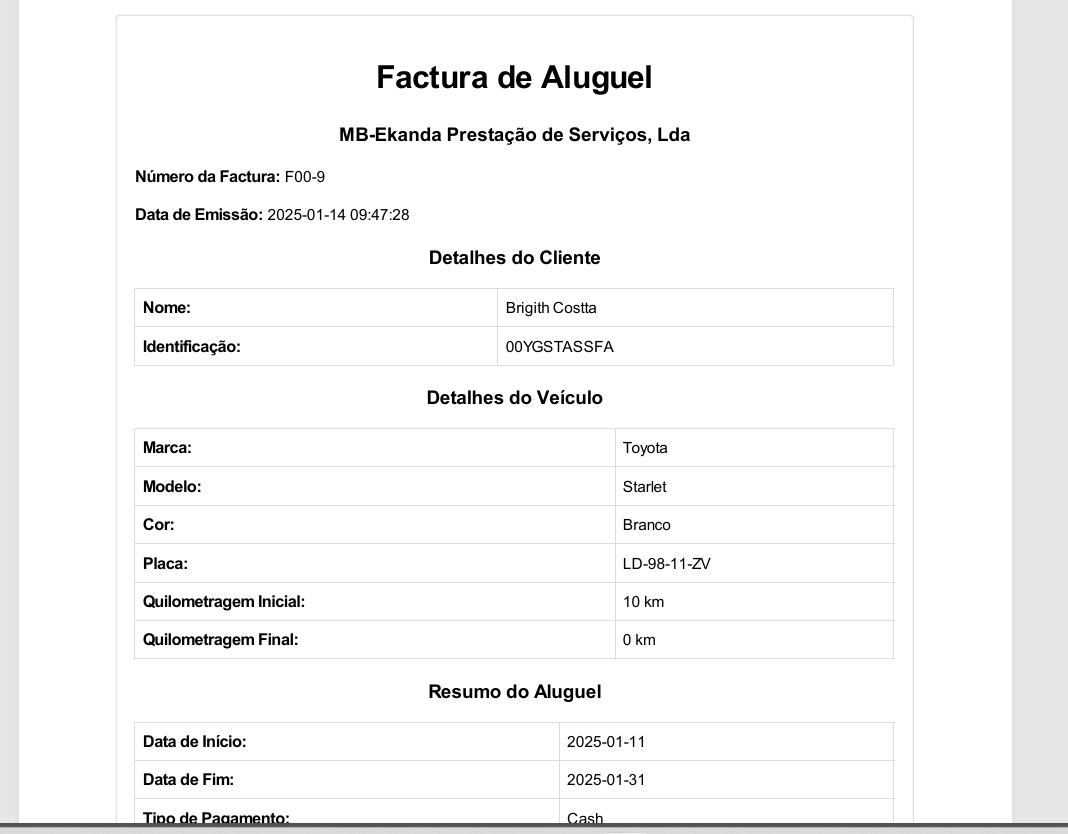 Factura de Aluguel
MB-Ekanda Prestação de Serviços, Lda
Número da Factura: F00-9
Data de Emissão: 2025-01-14 09:47:28
Detalhes do Cliente
Nome: Brigith Costta
Identificação: 00YGSTASSFA
Detalhes do Veículo
Marca: Toyota
Modelo: Starlet
Cor: Branco
Placa: LD-98-11-ZV
Quilometragem Inicial: 10 km
Quilometragem Final: 0 km
Resumo do Aluguel
Data de Início: 2025-01-11
Data de Fim: 2025-01-31
Tipo de Pagamento: Cash